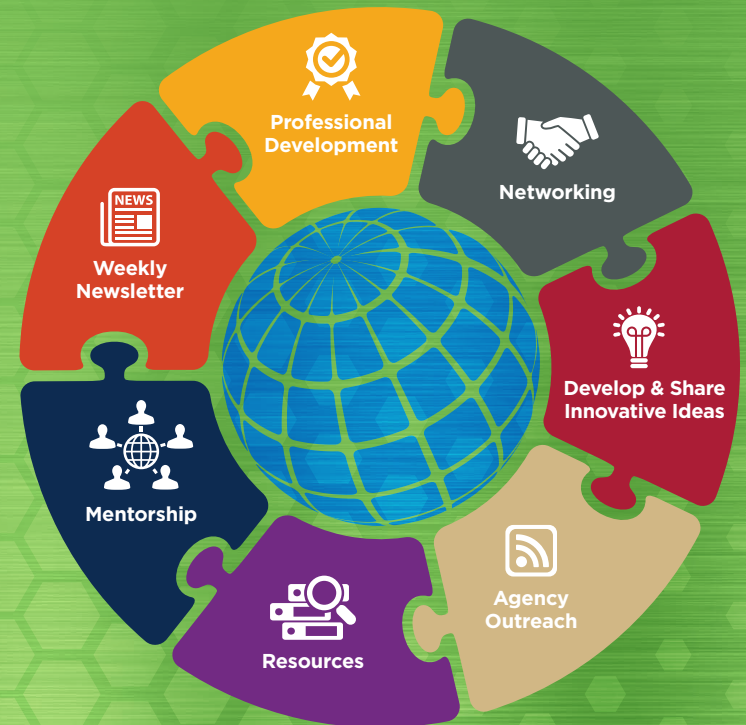 Professional
Development
Networking
NEWS
Weekly
Newsletter
Develop & Share
Innovative Ideas
Mentorship
Agency
Outreach
Resources